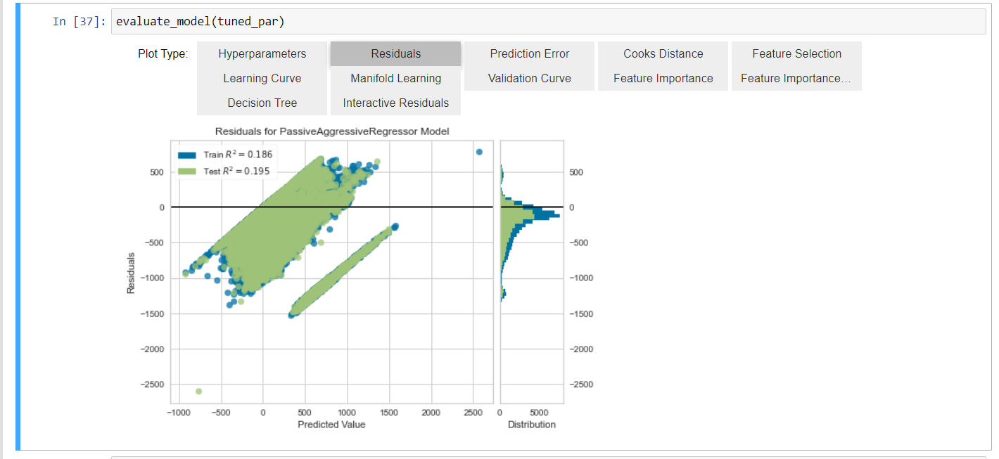 In [37]: evaluate_model(tuned_par)
Plot Type: Hyperparameters Residuals Prediction Error Cooks Distance Feature Selection
Learning Curve Manifold Learning Validation Curve Feature Importance Feature Importance...
Decision Tree Interactive Residuals
Residuals for PassiveAggressiveRegressor Model
Train R² = 0.186
Test R² = 0.195
500 500
0 0
−500 −500
−1000 −1000
−1500 −1500
−2000 −2000
−2500 −2500
Residuals
−1000 −500 0 500 1000 1500 2000 2500 0 5000
Predicted Value Distribution